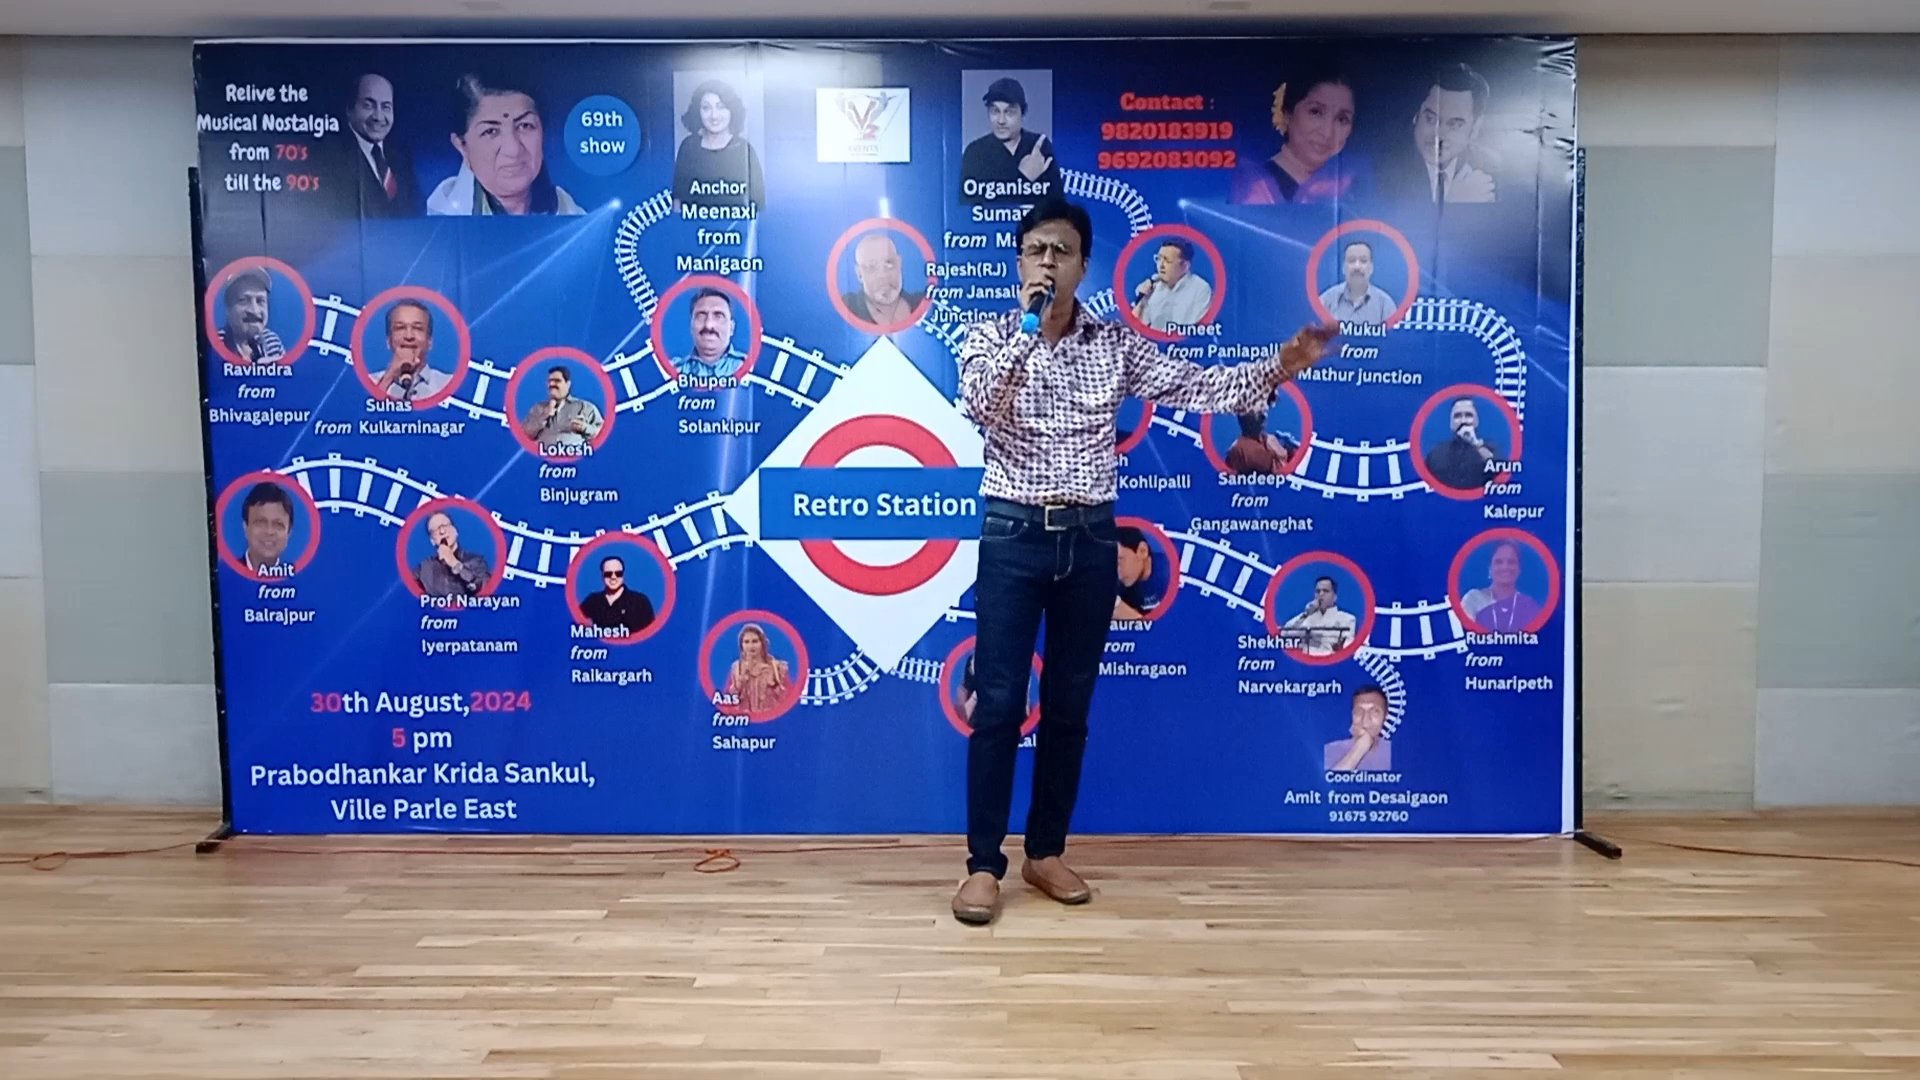 Relive the
Musical Nostalgia
from 70's
till the 90's
69th
show
Anchor
Meenaxi
from
Manigaon
V2
EVENTS
Organiser
from
Contact :
9820183919
9692083092
Rajesh(RJ)
from
Junction
Puneet
from
Mukul
from
Mathur junction
Ravindra
from
Bhivagajepur
Suhas
from Kulkarninagar
Lokesh
from
Binjugram
Bhupen
from
Solankipur
Kohlipalli
Sandeep
from
Gangawaneghat
Arun
from
Kalepur
Retro Station
Amit
from
Balrajpur
Prof Narayan
from
Iyerpatanam
Mahesh
from
Raikargarh
Aas
from
Sahapur
Mishragaon
Shekhar
from
Narvekargarh
Rushmita
from
Hunaripeth
30th August,2024
5 pm
Prabodhankar Krida Sankul,
Ville Parle East
Coordinator
Amit from Desaigaon
91675 92760